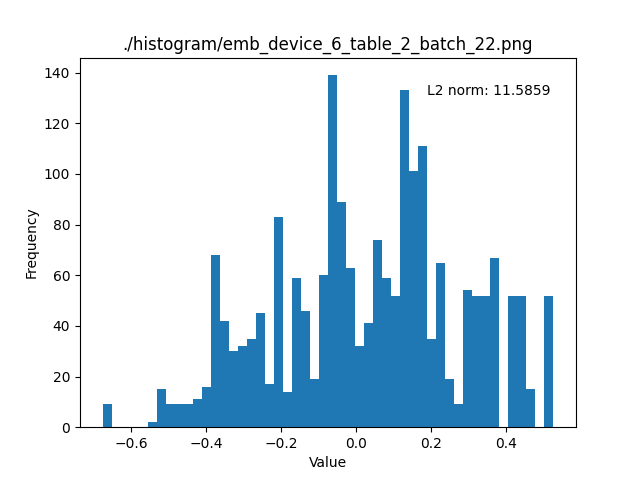 ./histogram/emb_device_6_table_2_batch_22.png
L2 norm: 11.5859
140
120
100
80
60
40
20
0
Frequency
−0.6 −0.4 −0.2 0.0 0.2 0.4
Value